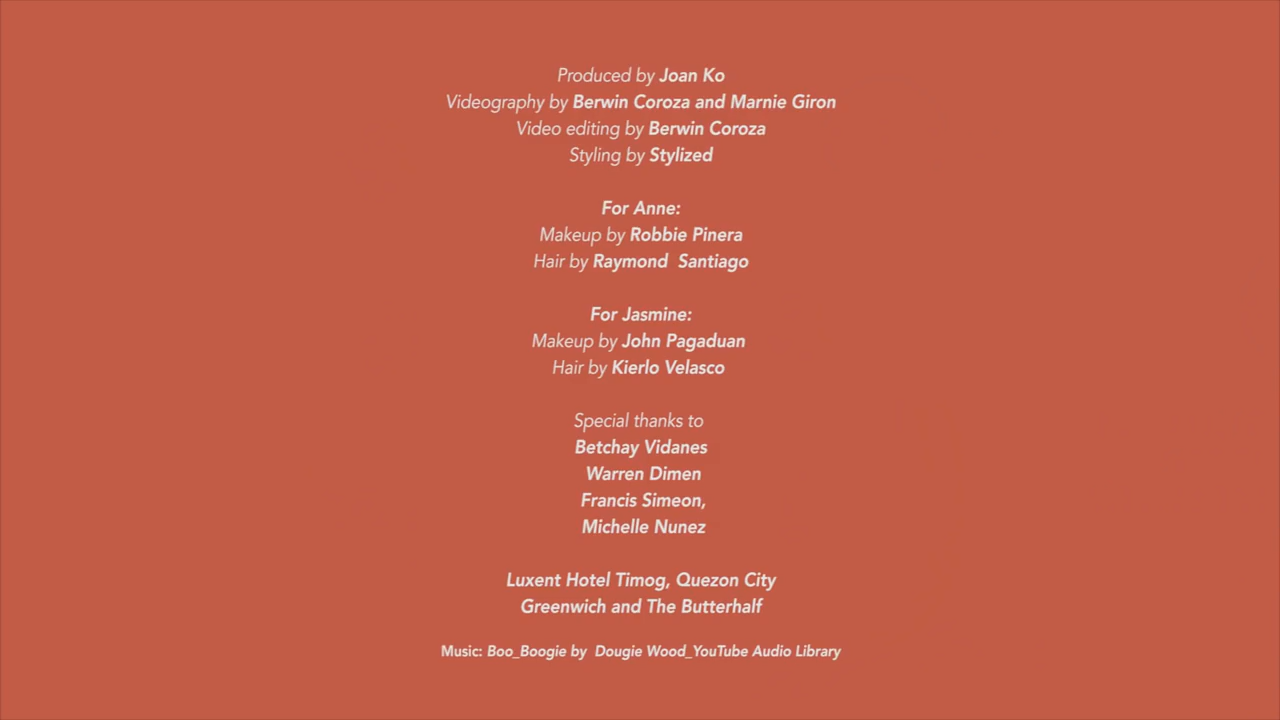 Produced by Joan Ko
Videography by Berwin Coroza and Marnie Giron
Video editing by Berwin Coroza
Styling by Stylized
For Anne:
Makeup by Robbie Pinera
Hair by Raymond  Santiago
For Jasmine:
Makeup by John Pagaduan
Hair by Kierlo Velasco
Special thanks to
Betchay Vidanes
Warren Dimen
Francis Simeon,
Michelle Nunez
Luxent Hotel Timog, Quezon City
Greenwich and The Butterhalf
Music: Boo_Boogie by  Dougie Wood_YouTube Audio Library